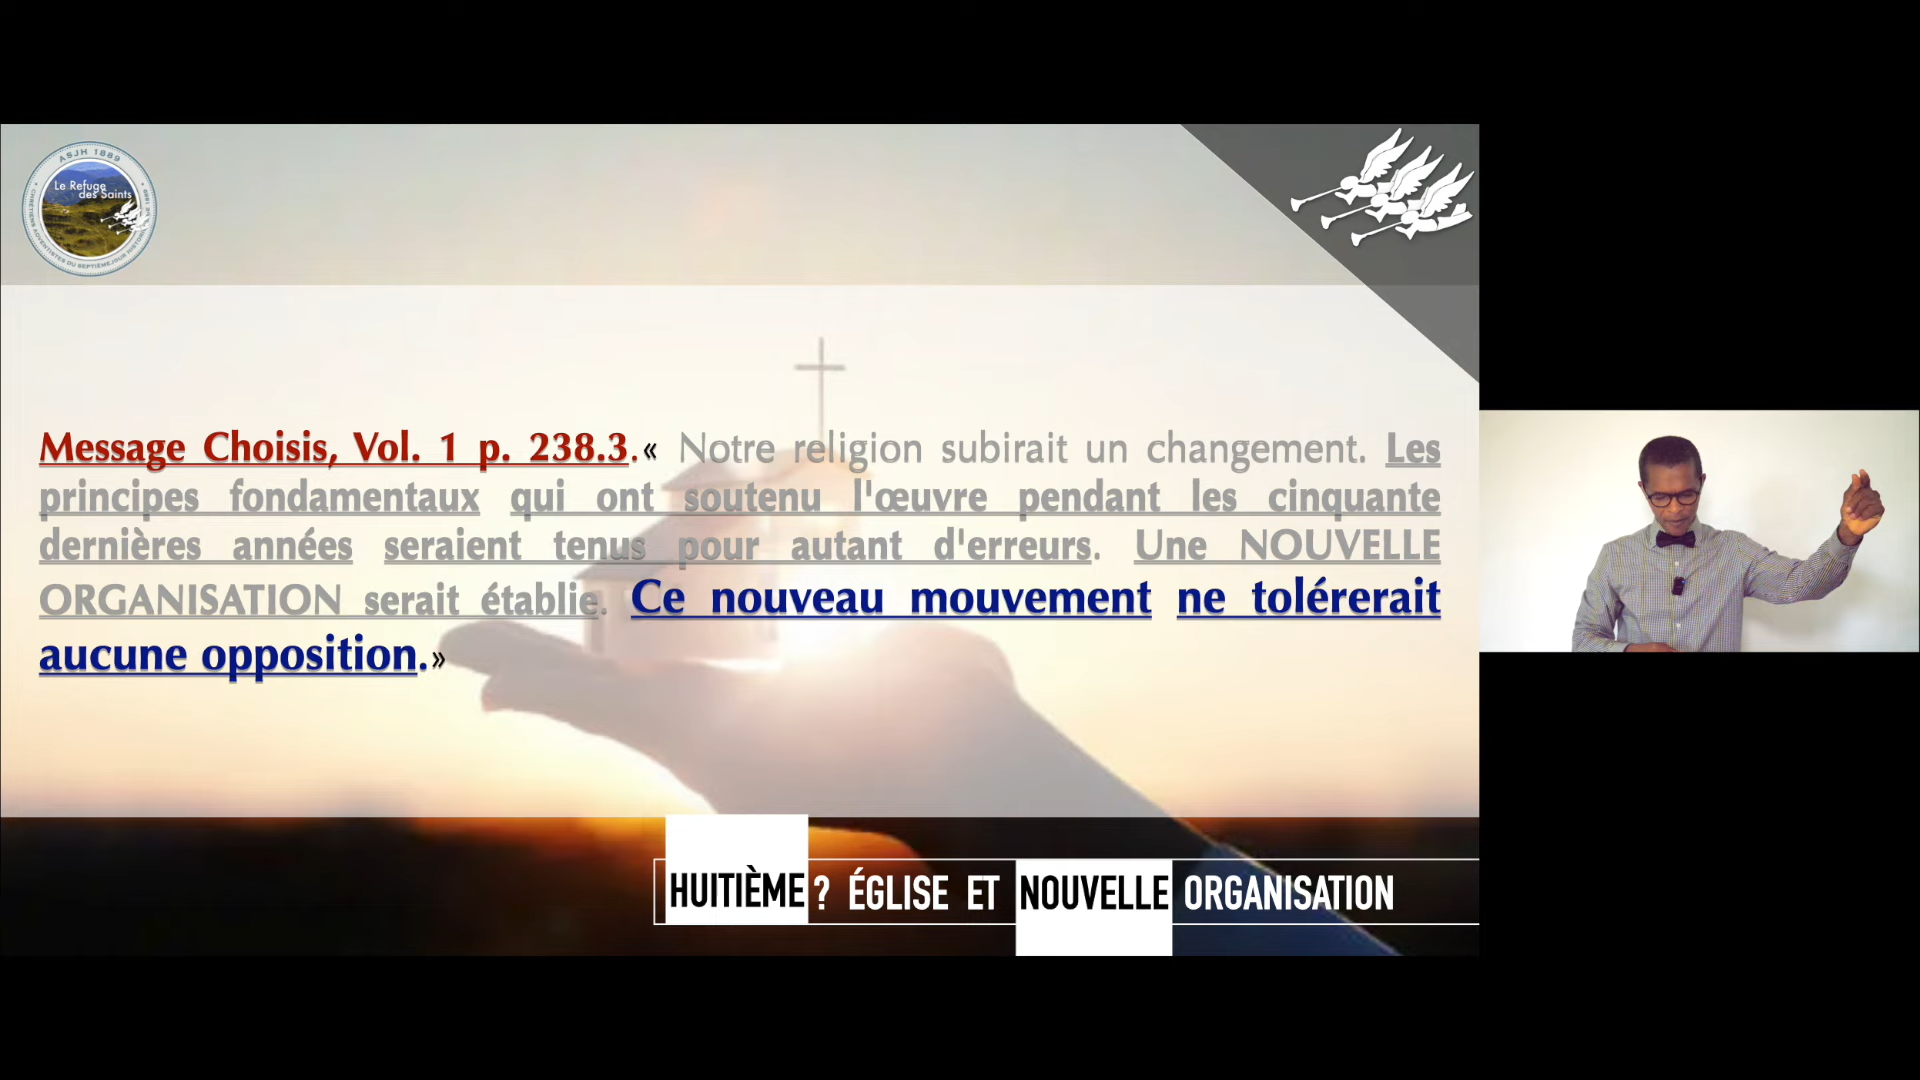 ASJH 1889
Le Refuge
des Saints
Message Choisis, Vol. 1 p. 238.3.« Notre religion subirait un changement. Les
principes fondamentaux qui ont soutenu l'œuvre pendant les cinquante
dernières années seraient tenus pour autant d'erreurs. Une NOUVELLE
ORGANISATION serait établie. Ce nouveau mouvement ne tolérerait
aucune opposition.»
HUITIÈME ? ÉGLISE ET NOUVELLE ORGANISATION